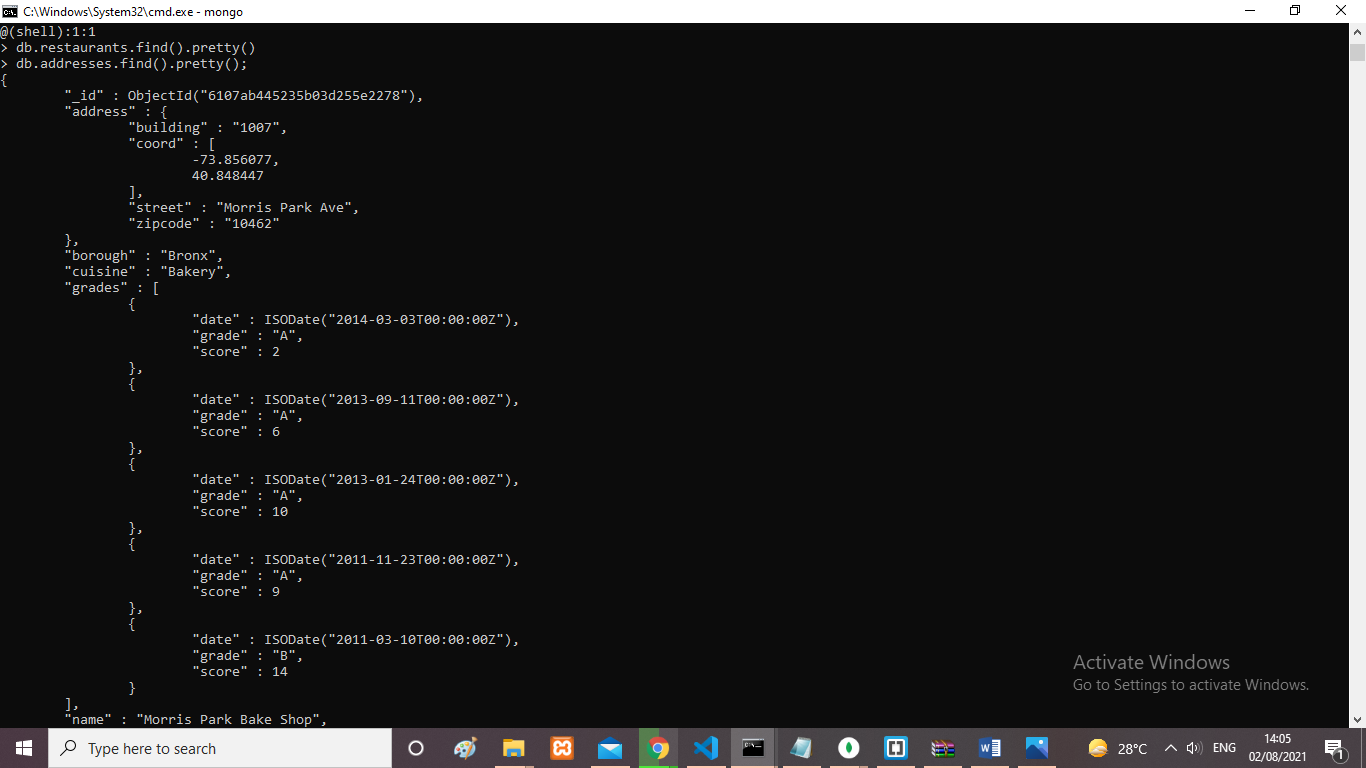 C:\Windows\System32\cmd.exe - mongo
@(shell):1:1
> db.restaurants.find().pretty()
> db.addresses.find().pretty();
{
"_id" : ObjectId("6107ab445235b03d255e2278"),
"address" : {
"building" : "1007",
"coord" : [
-73.856077,
40.848447
],
"street" : "Morris Park Ave",
"zipcode" : "10462"
},
"borough" : "Bronx",
"cuisine" : "Bakery",
"grades" : [
{
"date" : ISODate("2014-03-03T00:00:00Z"),
"grade" : "A",
"score" : 2
},
{
"date" : ISODate("2013-09-11T00:00:00Z"),
"grade" : "A",
"score" : 6
},
{
"date" : ISODate("2013-01-24T00:00:00Z"),
"grade" : "A",
"score" : 10
},
{
"date" : ISODate("2011-11-23T00:00:00Z"),
"grade" : "A",
"score" : 9
},
{
"date" : ISODate("2011-03-10T00:00:00Z"),
"grade" : "B",
"score" : 14
}
],
"name" : "Morris Park Bake Shop",
Activate Windows
Go to Settings to activate Windows.
Type here to search
28°C
ENG
14:05
02/08/2021
1